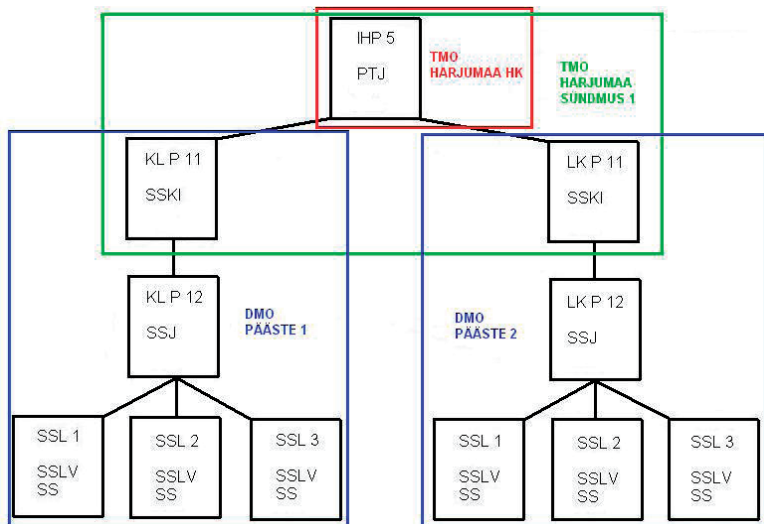 IHP 5
PTJ
TMO
HARJUMAA HK
TMO
HARJUMAA
SÜNDMUS 1
KL P 11
SSKI
LK P 11
SSKI
KL P 12
SSJ
DMO
PÄÄSTE 1
LK P 12
SSJ
DMO
PÄÄSTE 2
SSL 1
SSLV
SS
SSL 2
SSLV
SS
SSL 3
SSLV
SS
SSL 1
SSLV
SS
SSL 2
SSLV
SS
SSL 3
SSLV
SS